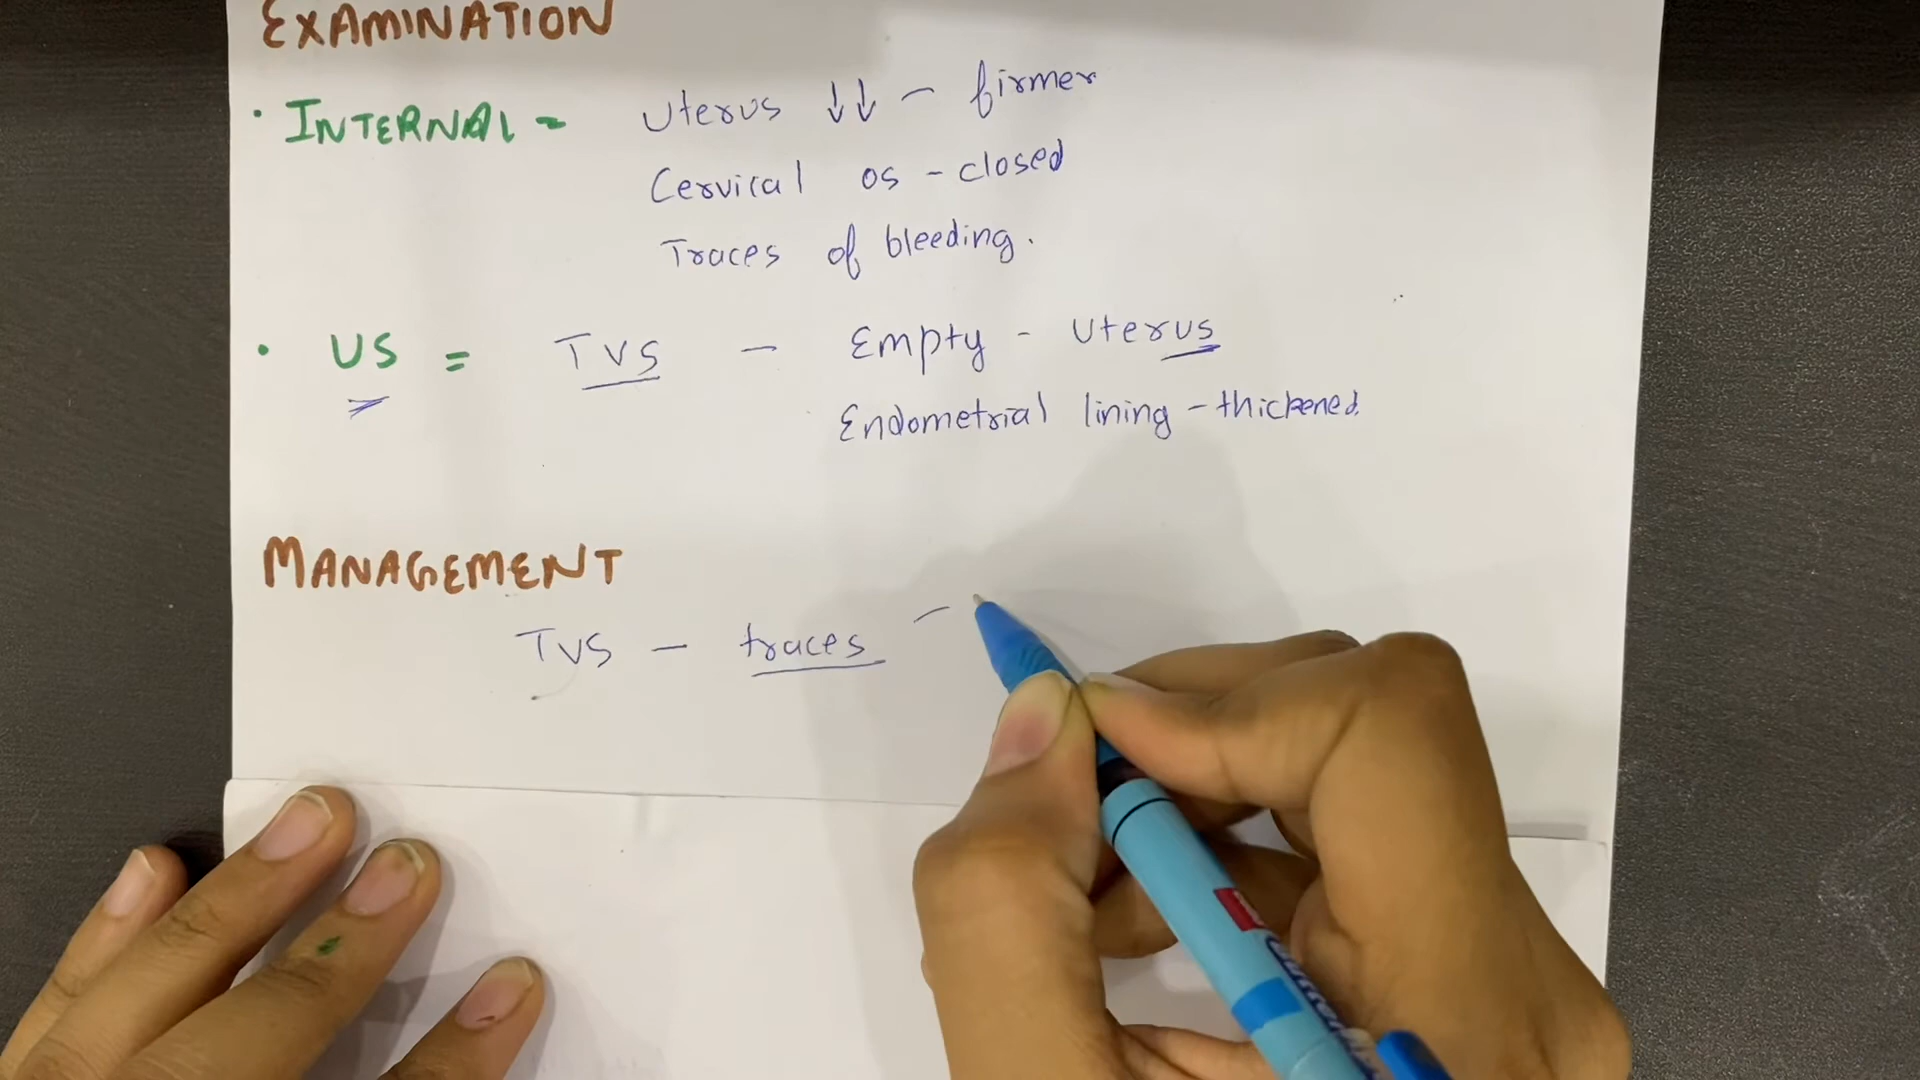 EXAMINATION
• INTERNAL = Uterus ↓↓ - firmer
Cervical os - closed
Traces of bleeding.
• US = TVS - Empty - Uterus
Endometrial lining - thickened.
MANAGEMENT
TVS - traces -